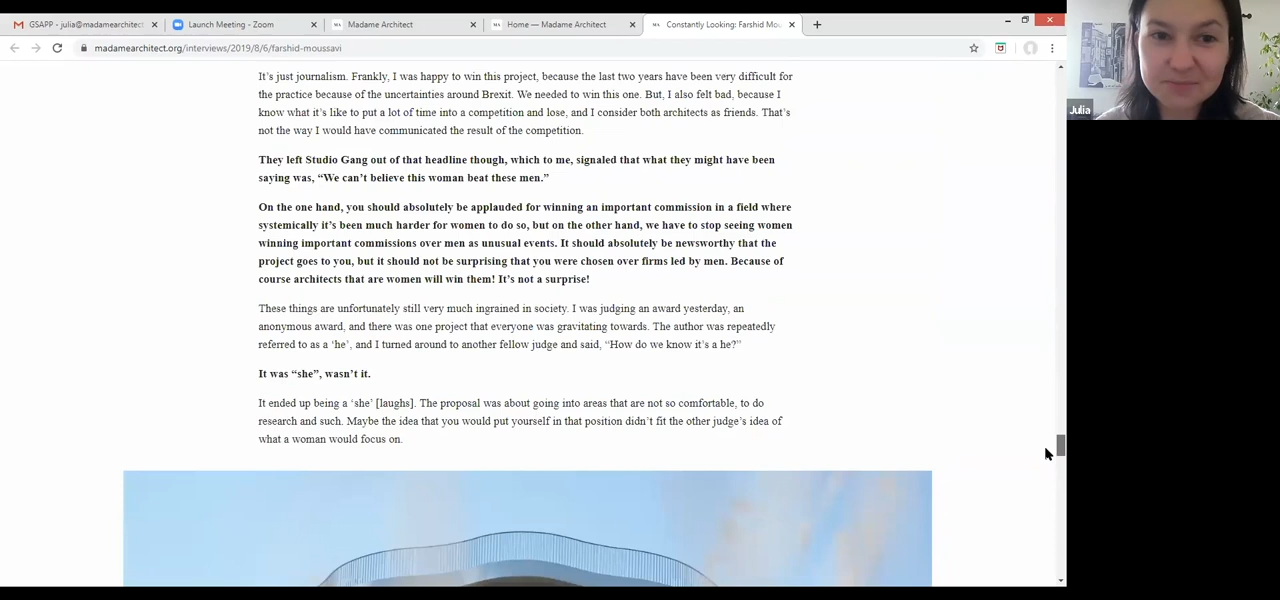 GSAPP - julia@madamearchitect
Launch Meeting - Zoom
Madame Architect
Home — Madame Architect
Constantly Looking: Farshid Mou
madamearchitect.org/interviews/2019/8/6/farshid-moussavi
Julia
It's just journalism. Frankly, I was happy to win this project, because the last two years have been very difficult for
the practice because of the uncertainties around Brexit. We needed to win this one. But, I also felt bad, because I
know what it's like to put a lot of time into a competition and lose, and I consider both architects as friends. That's
not the way I would have communicated the result of the competition.
They left Studio Gang out of that headline though, which to me, signaled that what they might have been
saying was, “We can't believe this woman beat these men.”
On the one hand, you should absolutely be applauded for winning an important commission in a field where
systemically it's been much harder for women to do so, but on the other hand, we have to stop seeing women
winning important commissions over men as unusual events. It should absolutely be newsworthy that the
project goes to you, but it should not be surprising that you were chosen over firms led by men. Because of
course architects that are women will win them! It's not a surprise!
These things are unfortunately still very much ingrained in society. I was judging an award yesterday, an
anonymous award, and there was one project that everyone was gravitating towards. The author was repeatedly
referred to as a ‘he’, and I turned around to another fellow judge and said, “How do we know it's a he?”
It was “she”, wasn't it.
It ended up being a ‘she’ [laughs]. The proposal was about going into areas that are not so comfortable, to do
research and such. Maybe the idea that you would put yourself in that position didn't fit the other judge's idea of
what a woman would focus on.